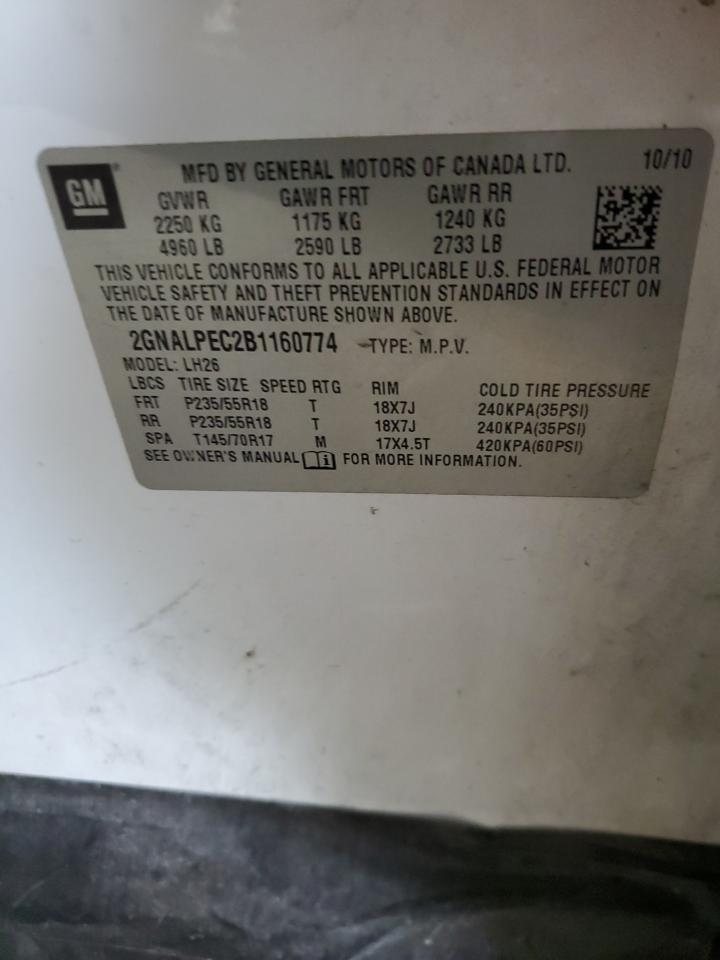 GM
MFD BY GENERAL MOTORS OF CANADA LTD. 10/10
GVWR GAWR FRT GAWR RR
2250 KG 1175 KG 1240 KG
4960 LB 2590 LB 2733 LB
THIS VEHICLE CONFORMS TO ALL APPLICABLE U.S. FEDERAL MOTOR
VEHICLE SAFETY AND THEFT PREVENTION STANDARDS IN EFFECT ON
THE DATE OF MANUFACTURE SHOWN ABOVE.
2GNALPEC2B1160774 TYPE: M.P.V.
MODEL: LH26
LBCS TIRE SIZE SPEED RTG RIM COLD TIRE PRESSURE
FRT P235/55R18 T 18X7J 240KPA(35PSI)
RR P235/55R18 T 18X7J 240KPA(35PSI)
SPA T145/70R17 M 17X4.5T 420KPA(60PSI)
SEE OWNER'S MANUAL FOR MORE INFORMATION.